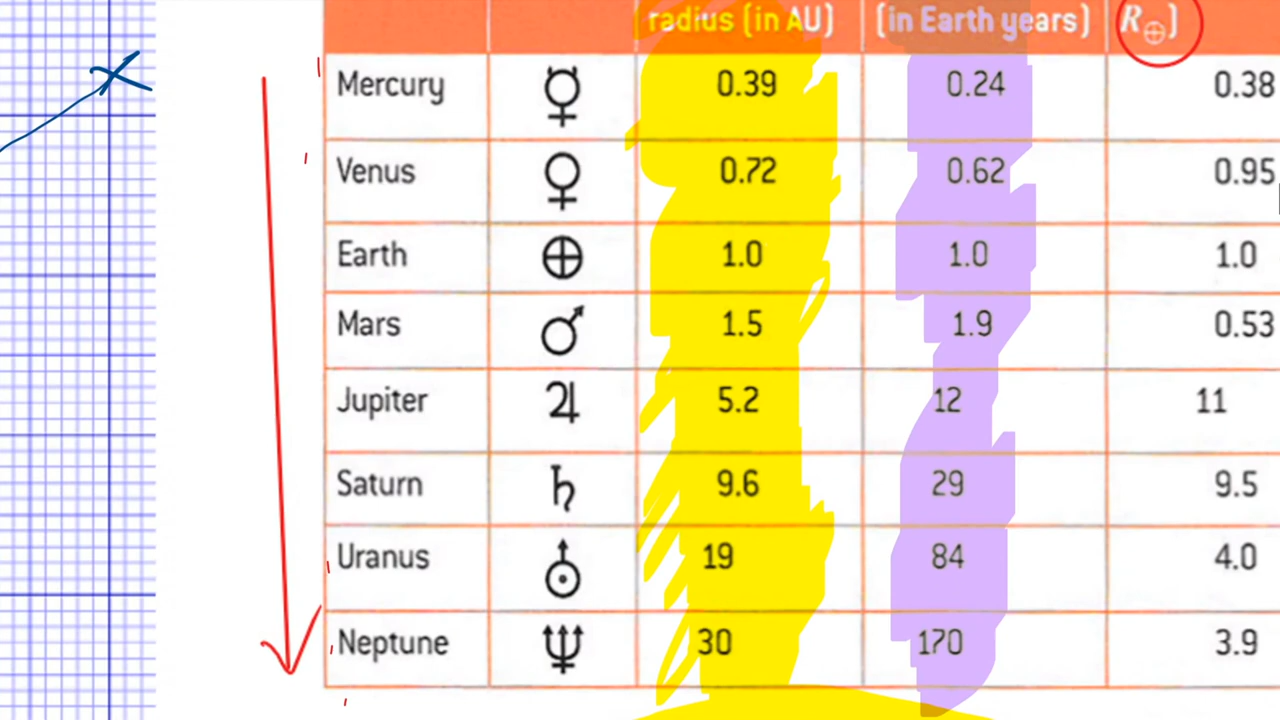 radius (in AU) (in Earth years) R⊕)
Mercury ☿ 0.39 0.24 0.38
Venus ♀ 0.72 0.62 0.95
Earth ⊕ 1.0 1.0 1.0
Mars ♂ 1.5 1.9 0.53
Jupiter ♃ 5.2 12 11
Saturn ♄ 9.6 29 9.5
Uranus ⛢ 19 84 4.0
Neptune ♆ 30 170 3.9